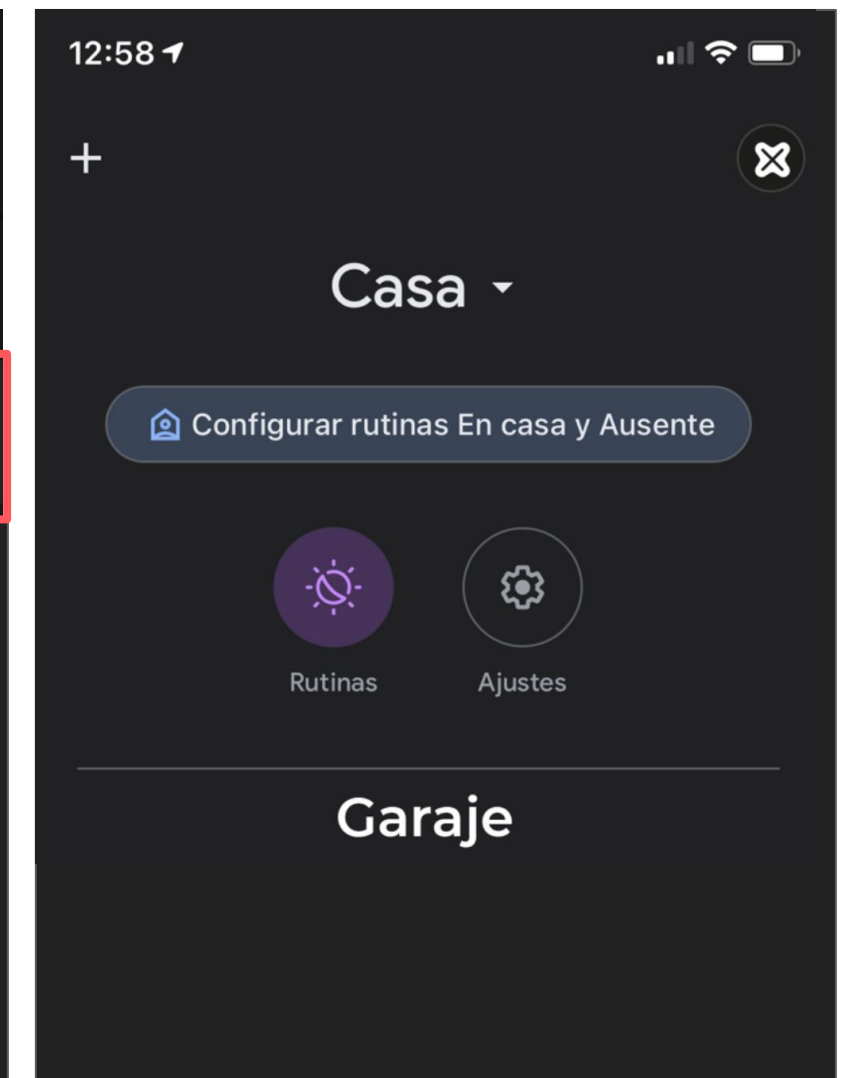 12:58
Casa
Configurar rutinas En casa y Ausente
Rutinas Ajustes
Garaje